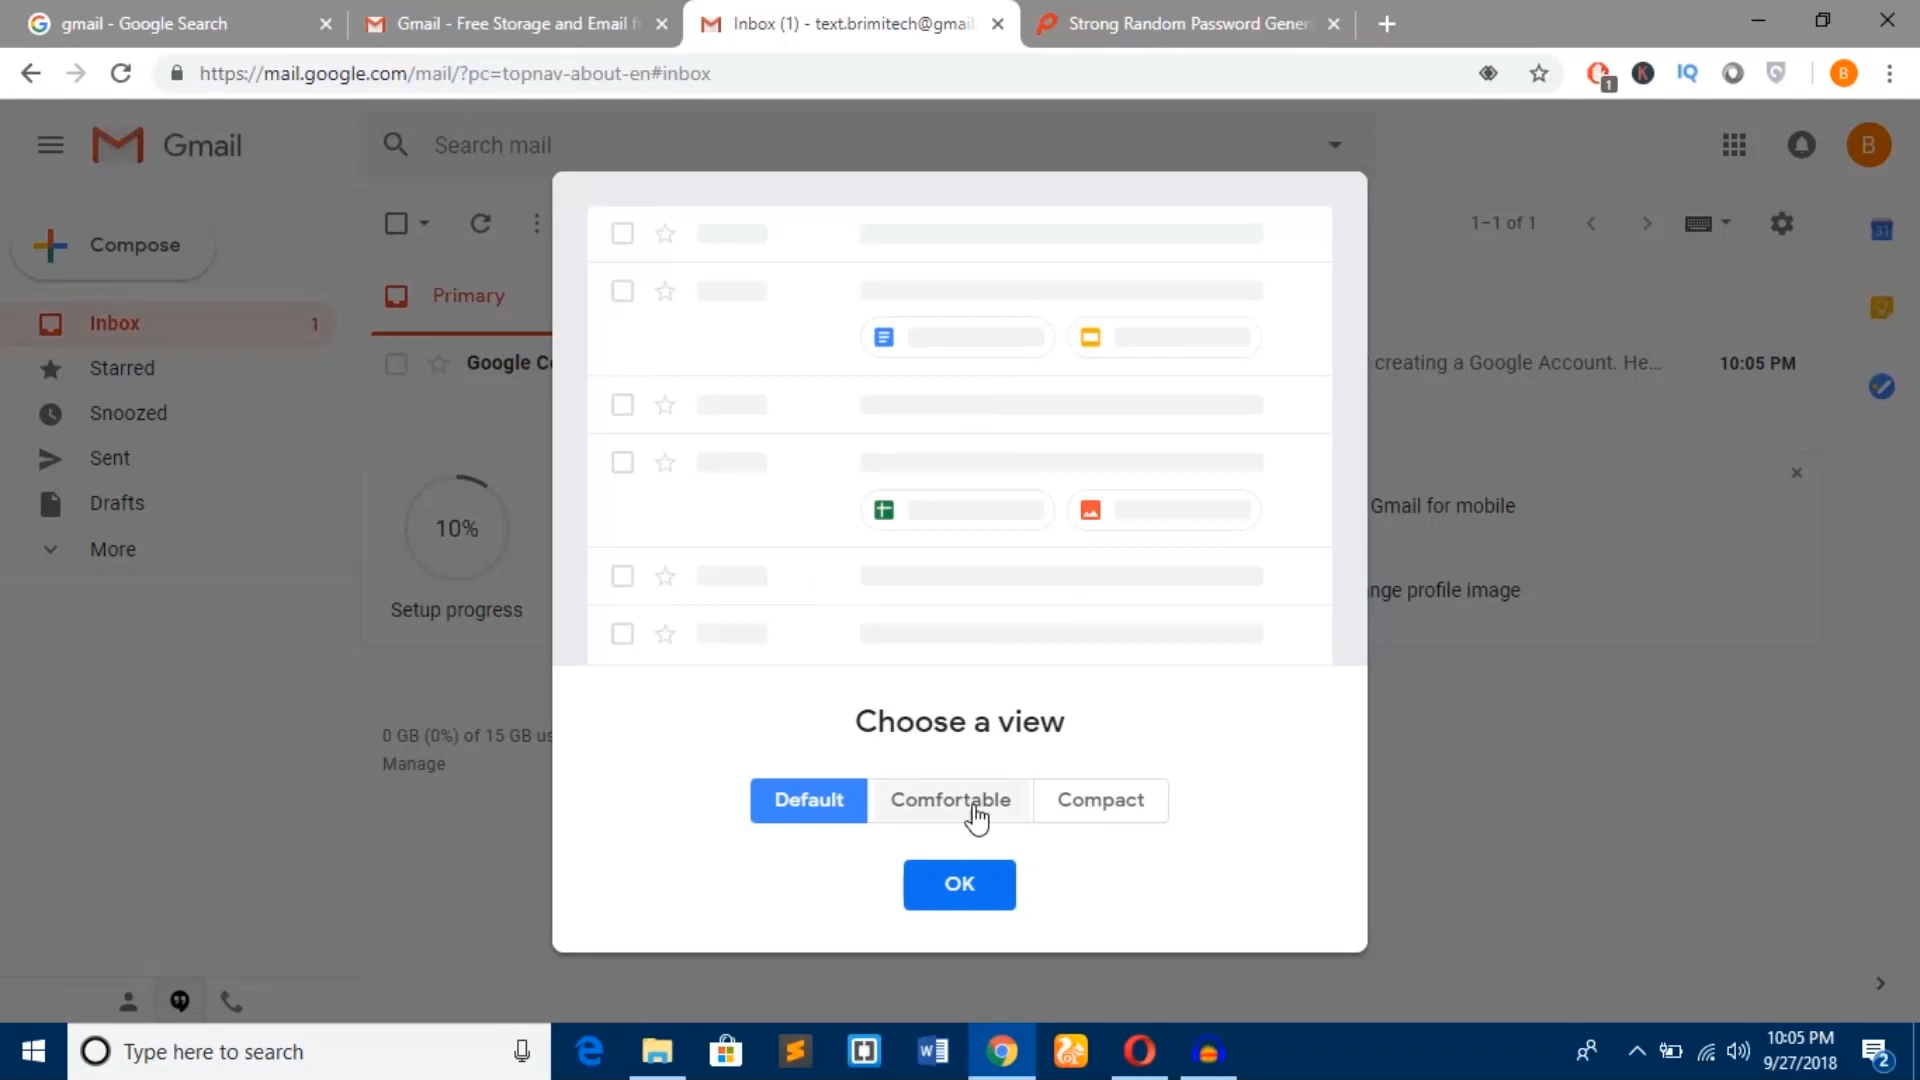 gmail - Google Search
Gmail - Free Storage and Email f
Inbox (1) - text.brimitech@gmail.
Strong Random Password Gener
https://mail.google.com/mail/?pc=topnav-about-en#inbox
1
K
IQ
B
Gmail
Search mail
B
Compose
1–1 of 1
31
Primary
Inbox 1
Google C
creating a Google Account. He...
10:05 PM
Starred
Snoozed
Sent
Drafts
More
10%
Setup progress
Gmail for mobile
nge profile image
0 GB (0%) of 15 GB us
Manage
Choose a view
Default
Comfortable
Compact
OK
Type here to search
10:05 PM
9/27/2018
2